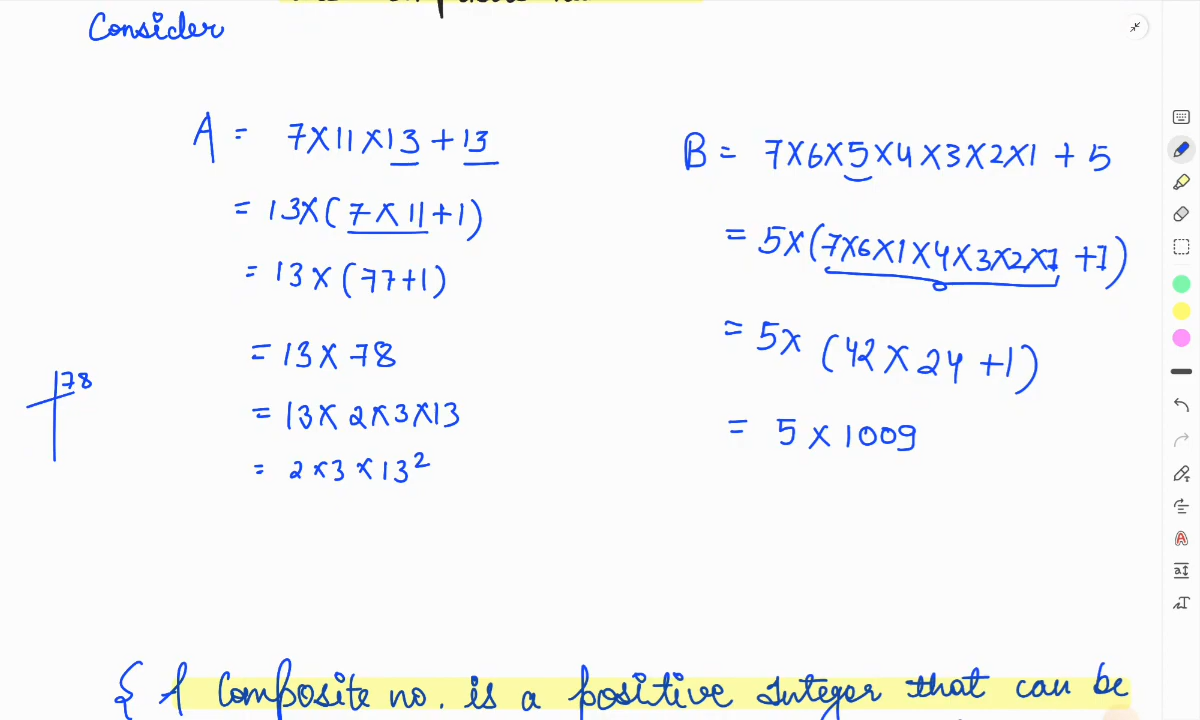 Consider
A = 7×11×13 + 13
= 13×(7×11+1)
= 13×(77+1)
= 13×78
= 13×2×3×13
= 2×3×13²
78
B = 7×6×5×4×3×2×1 + 5
= 5×(7×6×1×4×3×2×1 +1)
= 5×(42×24+1)
= 5×1009
{ A Composite no. is a positive Integer that can be